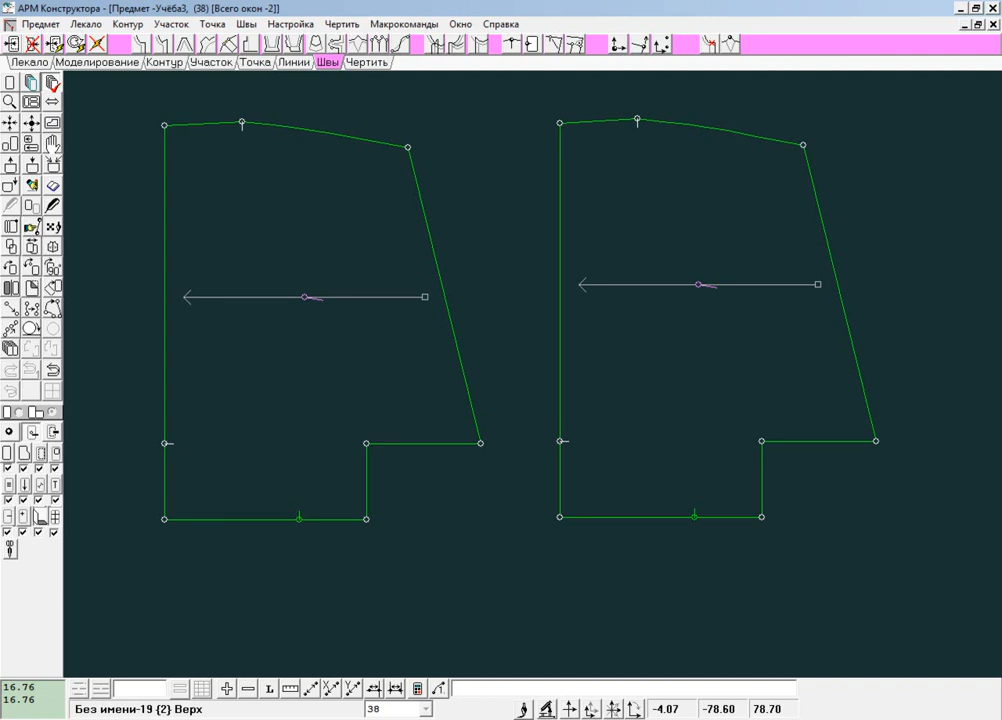 АРМ Конструктора - [Предмет -Учёба3, (38) [Всего окон -2]]
Предмет Лекало Контур Участок Точка Швы Настройка Чертить Макрокоманды Окно Справка
Лекало Моделирование Контур Участок Точка Линии Швы Чертить
16.76
16.76
Без имени-19 {2} Верх
38
-4.07
-78.60
78.70